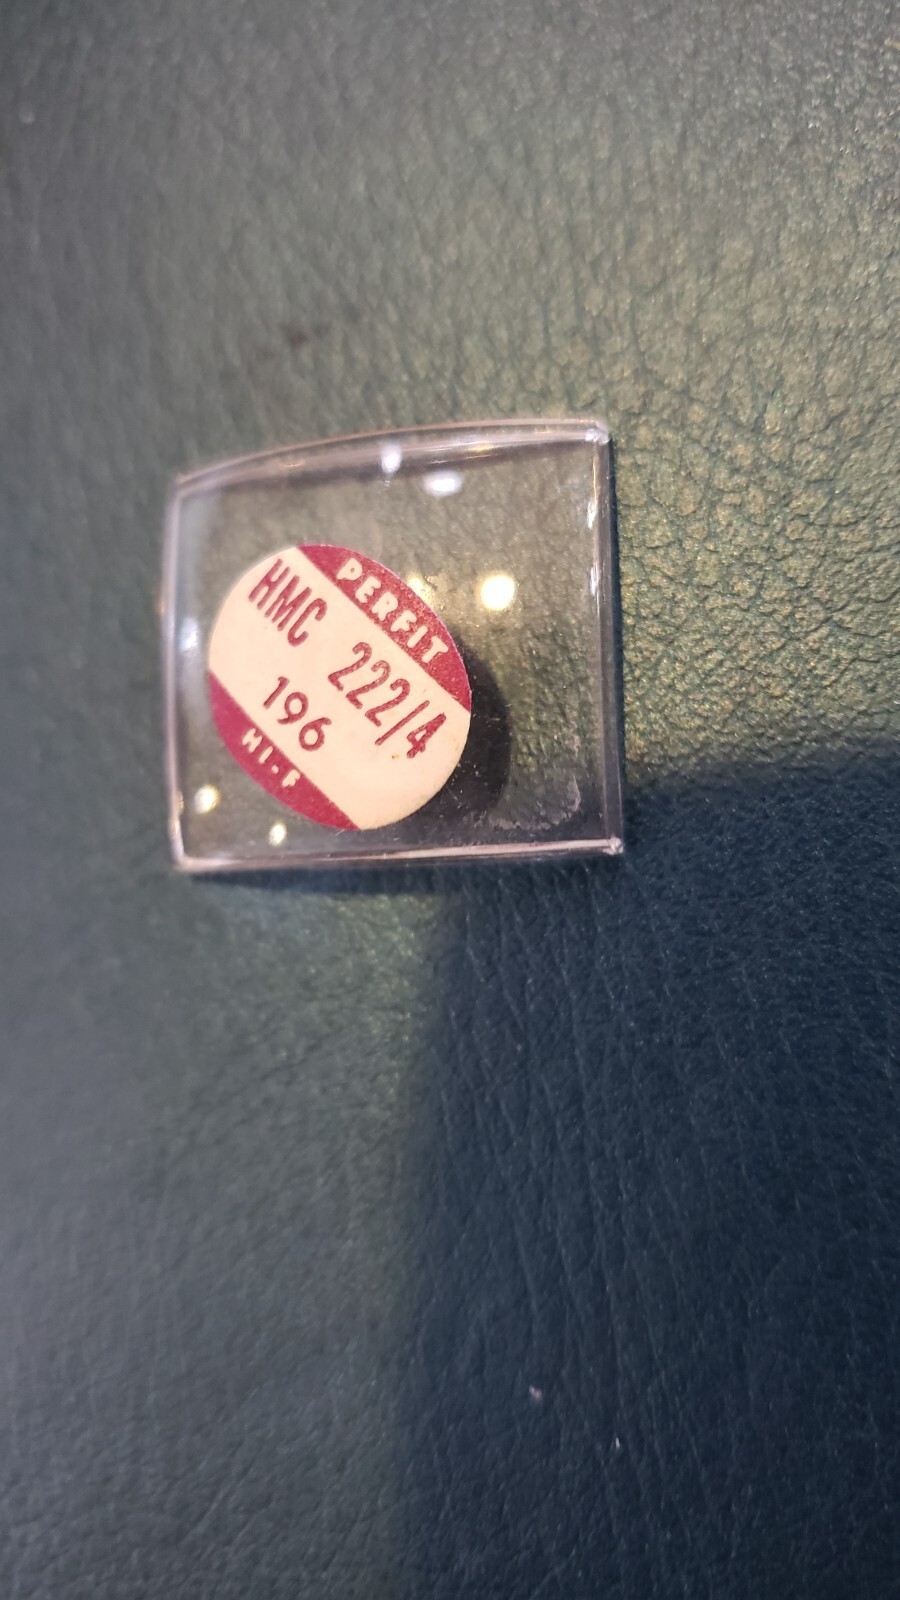 PERFIT
HMC 222/4
196
HI-F